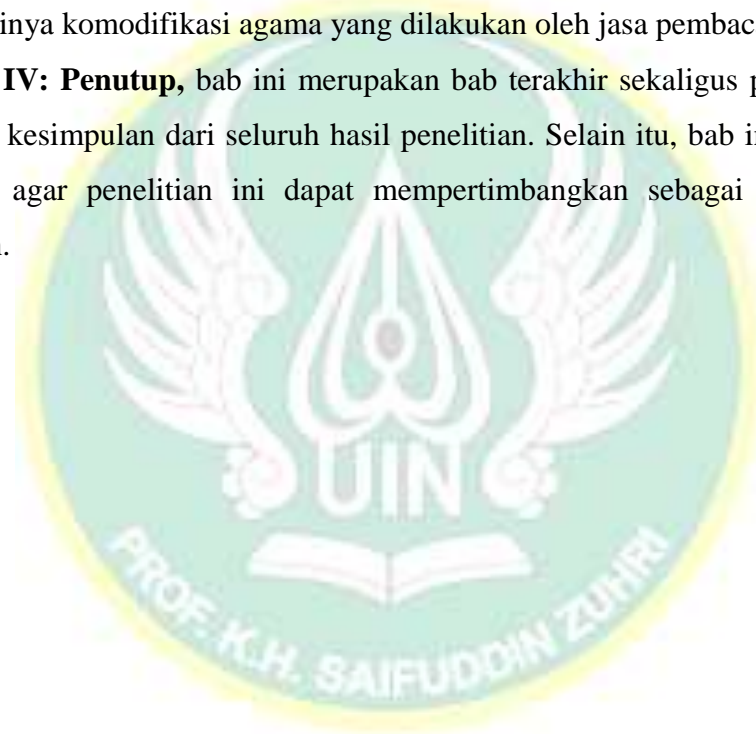 inya komodifikasi agama yang dilakukan oleh jasa pembac
IV: Penutup, bab ini merupakan bab terakhir sekaligus p
kesimpulan dari seluruh hasil penelitian. Selain itu, bab i
agar penelitian ini dapat mempertimbangkan sebagai
.
UIN
PROF. K.H. SAIFUDDIN ZUHRI